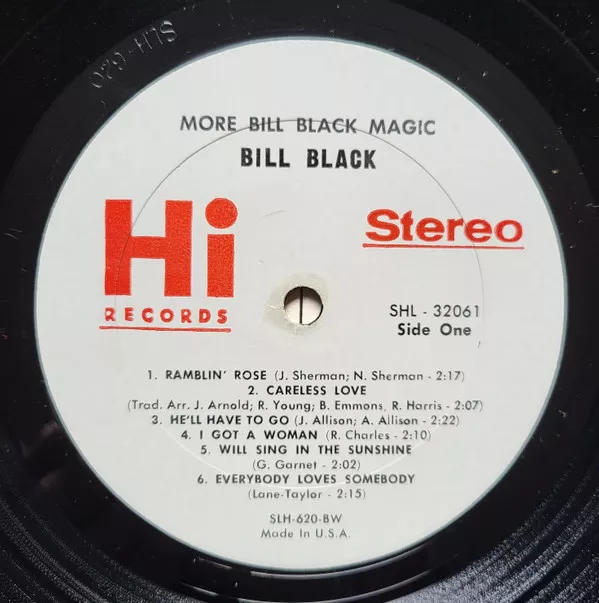 SLH-620
MORE BILL BLACK MAGIC
BILL BLACK
Hi
RECORDS
Stereo
SHL - 32061
Side One
1. RAMBLIN' ROSE (J. Sherman; N. Sherman - 2:17)
2. CARELESS LOVE
(Trad. Arr. J. Arnold; R. Young; B. Emmons, R. Harris - 2:07)
3. HE'LL HAVE TO GO (J. Allison; A. Allison - 2:22)
4. I GOT A WOMAN (R. Charles - 2:10)
5. WILL SING IN THE SUNSHINE
(G. Garnet - 2:02)
6. EVERYBODY LOVES SOMEBODY
(Lane-Taylor - 2:15)
SLH-620-BW
Made In U.S.A.